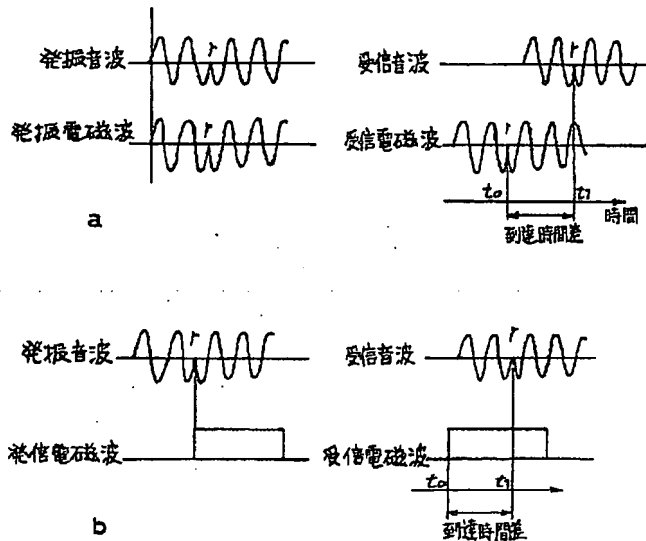 発振音波
r
発振電磁波
r
a
受信音波
r
受信電磁波
r
t₀
t₁
時間
到達時間差
発振音波
r
発信電磁波
b
受信音波
r
受信電磁波
t₀
t₁
到達時間差